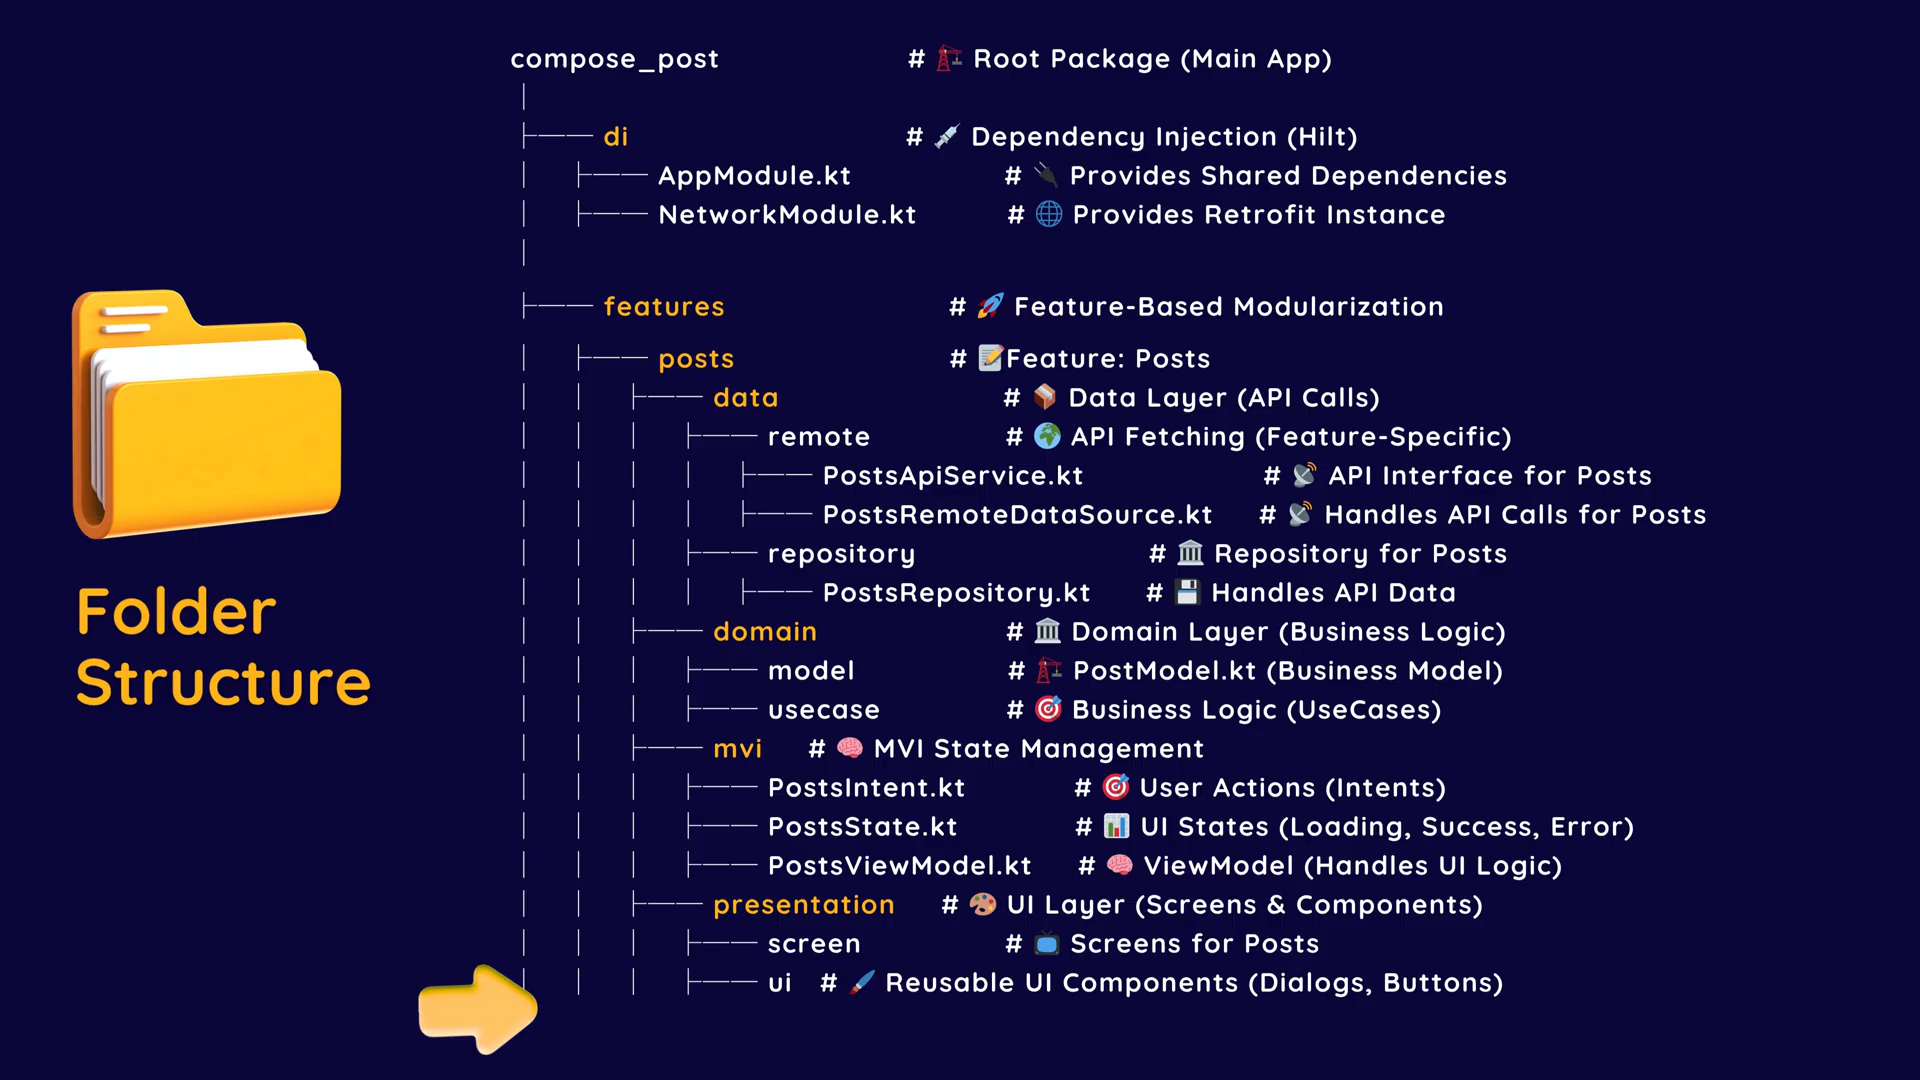 compose_post # 🏗️ Root Package (Main App)
│
├── di # 💉 Dependency Injection (Hilt)
│ ├── AppModule.kt # 🔌 Provides Shared Dependencies
│ ├── NetworkModule.kt # 🌐 Provides Retrofit Instance
│
├── features # 🚀 Feature-Based Modularization
│ ├── posts # 📝Feature: Posts
│ │ ├── data # 📦 Data Layer (API Calls)
│ │ │ ├── remote # 🌍 API Fetching (Feature-Specific)
│ │ │ │ ├── PostsApiService.kt # 📡 API Interface for Posts
│ │ │ │ ├── PostsRemoteDataSource.kt # 📡 Handles API Calls for Posts
│ │ │ ├── repository # 🏛️ Repository for Posts
│ │ │ │ ├── PostsRepository.kt # 💾 Handles API Data
│ │ ├── domain # 🏛️ Domain Layer (Business Logic)
│ │ │ ├── model # 🏗️ PostModel.kt (Business Model)
│ │ │ ├── usecase # 🎯 Business Logic (UseCases)
│ │ ├── mvi # 🧠 MVI State Management
│ │ │ ├── PostsIntent.kt # 🎯 User Actions (Intents)
│ │ │ ├── PostsState.kt # 📊 UI States (Loading, Success, Error)
│ │ │ ├── PostsViewModel.kt # 🧠 ViewModel (Handles UI Logic)
│ │ ├── presentation # 🎨 UI Layer (Screens & Components)
│ │ │ ├── screen # 📺 Screens for Posts
│ │ │ ├── ui # 🖌️ Reusable UI Components (Dialogs, Buttons)
Folder
Structure